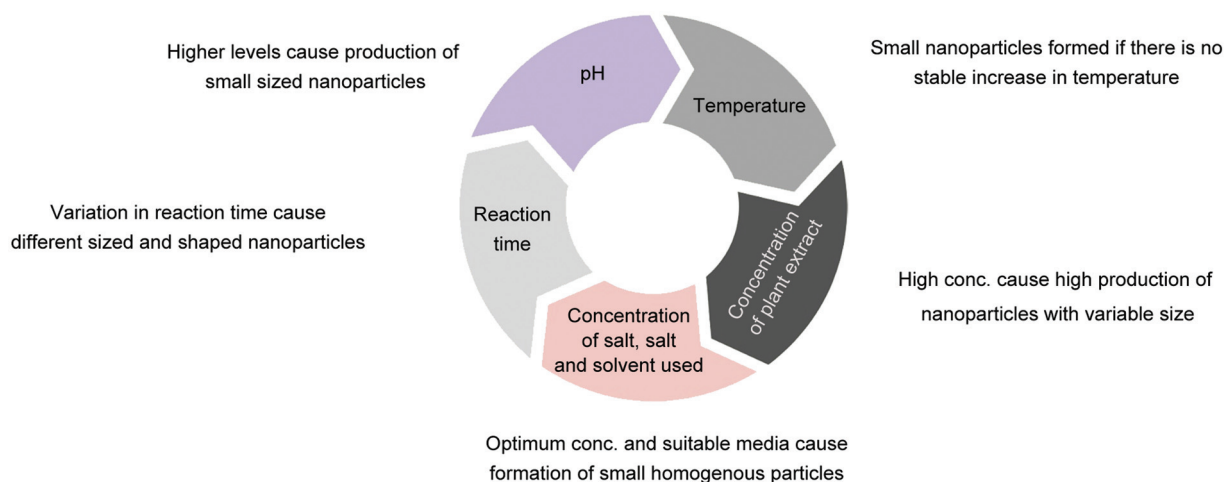 Higher levels cause production of
small sized nanoparticles
pH
Temperature
Small nanoparticles formed if there is no
stable increase in temperature
Variation in reaction time cause
different sized and shaped nanoparticles
Reaction
time
Concentration
of plant extract
High conc. cause high production of
nanoparticles with variable size
Concentration
of salt, salt
and solvent used
Optimum conc. and suitable media cause
formation of small homogenous particles